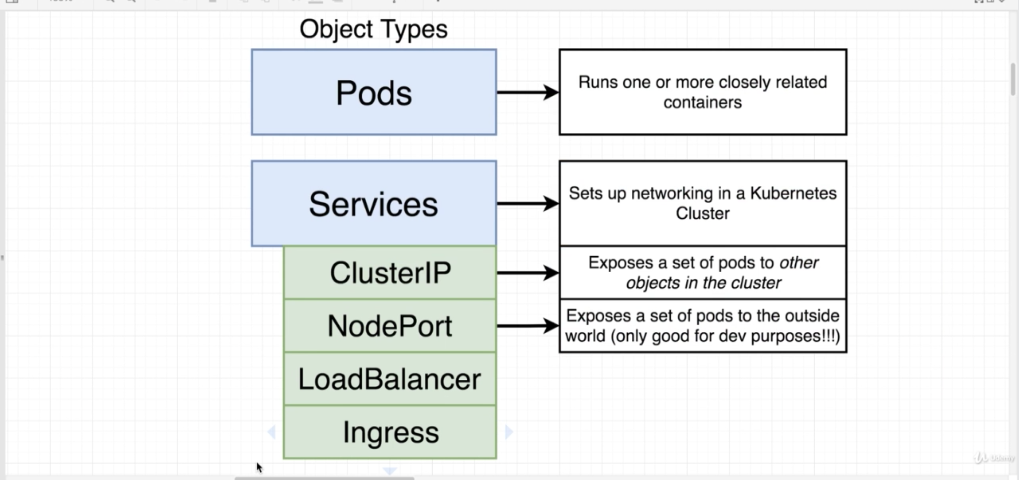 Object Types
Pods
Runs one or more closely related
containers
Services
Sets up networking in a Kubernetes
Cluster
ClusterIP
Exposes a set of pods to other
objects in the cluster
NodePort
Exposes a set of pods to the outside
world (only good for dev purposes!!!)
LoadBalancer
Ingress
Udemy